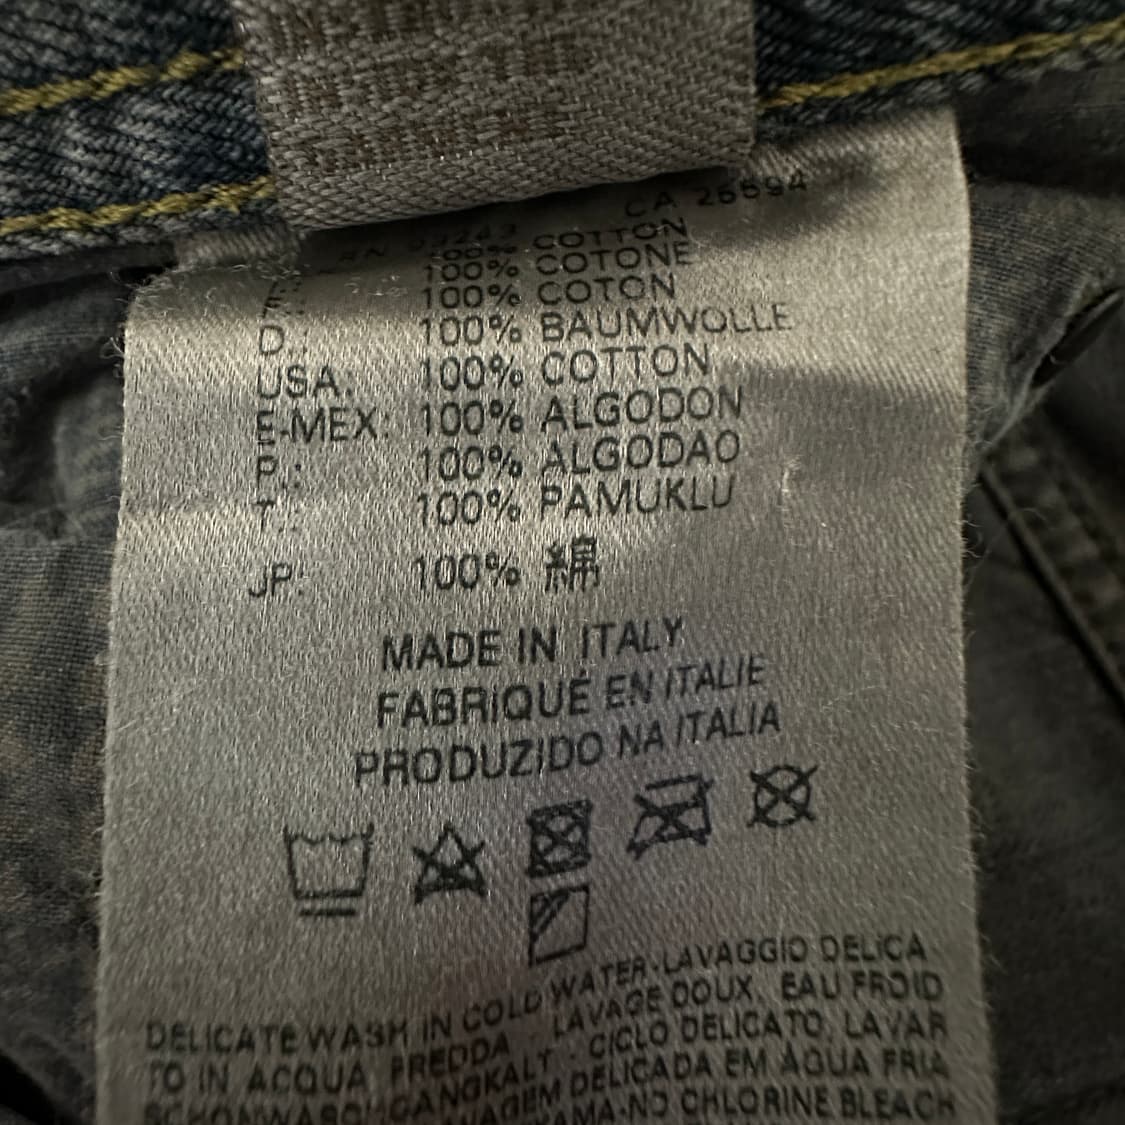 CA 26694
100% COTTON
100% COTONE
F.: 100% COTON
D.: 100% BAUMWOLLE
USA: 100% COTTON
E-MEX: 100% ALGODON
P.: 100% ALGODAO
T.: 100% PAMUKLU
JP: 100% 綿
MADE IN ITALY
FABRIQUÉ EN ITALIE
PRODUZIDO NA ITALIA
DELICATE WASH IN COLD WATER-LAVAGGIO DELICA
TO IN ACQUA FREDDA LAVAGE DOUX, EAU FROID
CANGKALT - CICLO DELICATO, LAVAR
DELICADA EM AGUA FRIA
NO CHLORINE BLEACH